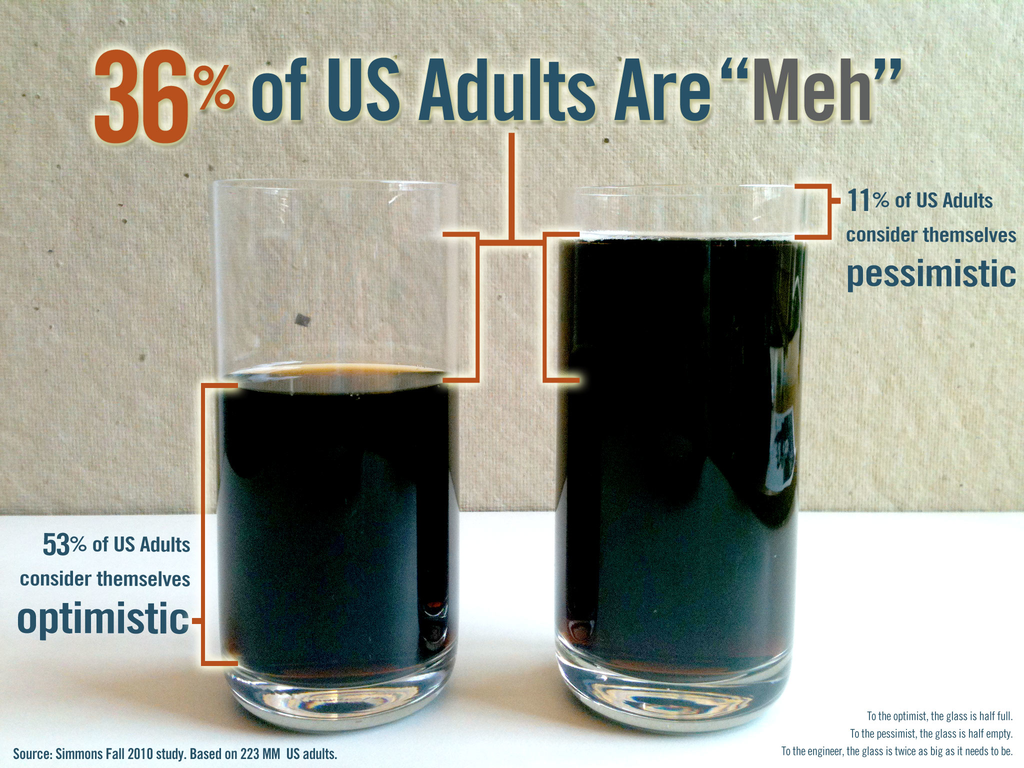 36% of US Adults Are “Meh”
11% of US Adults
consider themselves
pessimistic
53% of US Adults
consider themselves
optimistic
To the optimist, the glass is half full.
To the pessimist, the glass is half empty.
To the engineer, the glass is twice as big as it needs to be.
Source: Simmons Fall 2010 study. Based on 223 MM US adults.